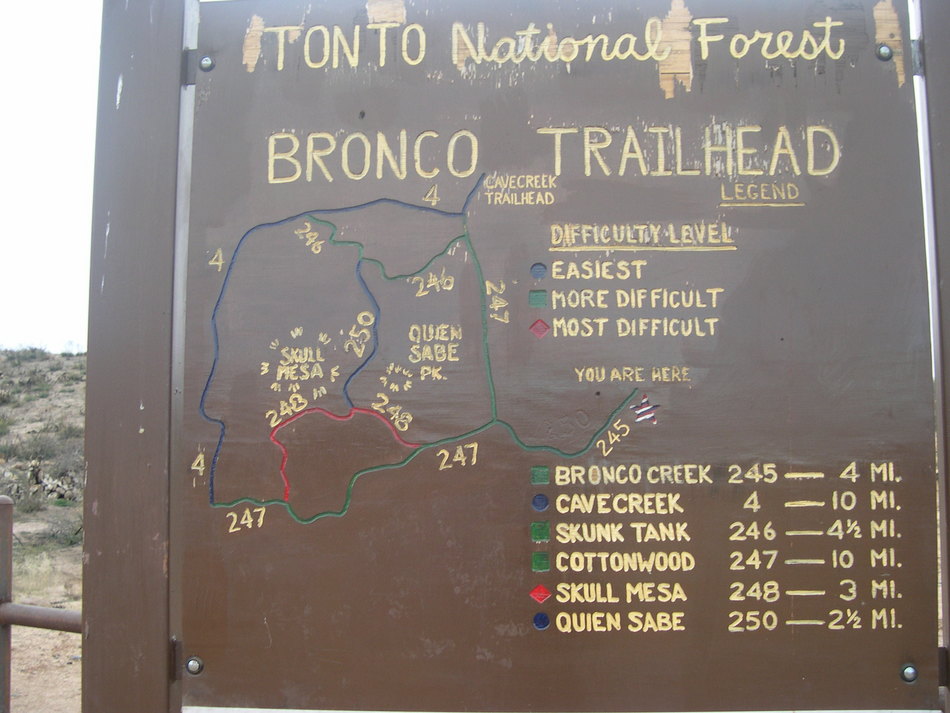 TONTO National Forest
BRONCO TRAILHEAD
CAVECREEK
TRAILHEAD
LEGEND
DIFFICULTY LEVEL
EASIEST
MORE DIFFICULT
MOST DIFFICULT
4
4
246
246
247
250
SKULL
MESA
QUIEN
SABE
PK.
248
248
YOU ARE HERE
245
4
247
247
BRONCO CREEK 245 — 4 MI.
CAVECREEK 4 — 10 MI.
SKUNK TANK 246 — 4½ MI.
COTTONWOOD 247 — 10 MI.
SKULL MESA 248 — 3 MI.
QUIEN SABE 250 — 2½ MI.